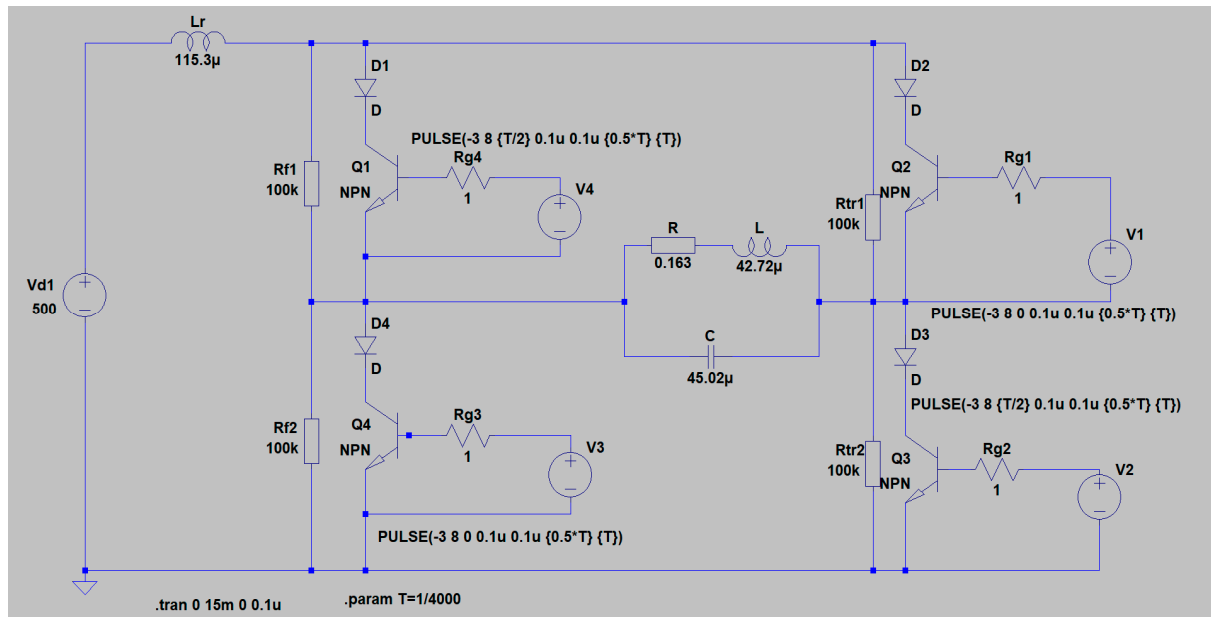 Lr
115.3µ
D1
D
D2
D
PULSE(-3 8 {T/2} 0.1u 0.1u {0.5*T} {T})
Rf1
100k
Q1
NPN
Rg4
1
V4
Q2
NPN
Rg1
1
Rtr1
100k
V1
R
0.163
L
42.72µ
Vd1
500
PULSE(-3 8 0 0.1u 0.1u {0.5*T} {T})
D4
D
C
45.02µ
D3
D
PULSE(-3 8 {T/2} 0.1u 0.1u {0.5*T} {T})
Rf2
100k
Q4
NPN
Rg3
1
V3
Rtr2
100k
Q3
NPN
Rg2
1
V2
PULSE(-3 8 0 0.1u 0.1u {0.5*T} {T})
.tran 0 15m 0 0.1u
.param T=1/4000